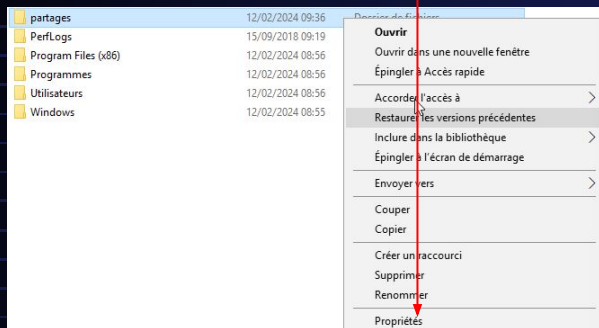 partages 12/02/2024 09:36 Dossier de fichiers
PerfLogs 15/09/2018 09:19
Program Files (x86) 12/02/2024 08:56
Programmes 12/02/2024 08:56
Utilisateurs 12/02/2024 08:56
Windows 12/02/2024 08:55
Ouvrir
Ouvrir dans une nouvelle fenêtre
Épingler à Accès rapide
Accorder l'accès à
Restaurer les versions précédentes
Inclure dans la bibliothèque
Épingler à l'écran de démarrage
Envoyer vers
Couper
Copier
Créer un raccourci
Supprimer
Renommer
Propriétés